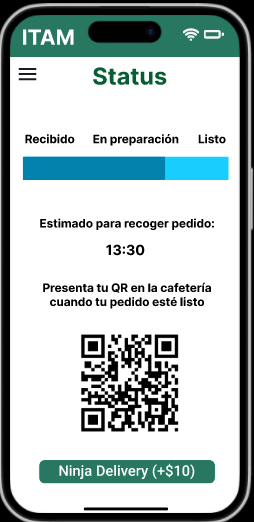 ITAM
Status
Recibido En preparación Listo
Estimado para recoger pedido:
13:30
Presenta tu QR en la cafetería
cuando tu pedido esté listo
Ninja Delivery (+$10)